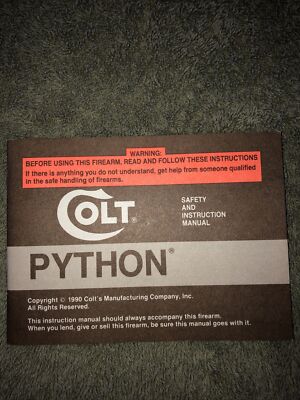 WARNING:
BEFORE USING THIS FIREARM, READ AND FOLLOW THESE INSTRUCTIONS
If there is anything you do not understand, get help from someone qualified
in the safe handling of firearms.
COLT®
SAFETY
AND
INSTRUCTION
MANUAL
PYTHON®
Copyright © 1990 Colt's Manufacturing Company, Inc.
All Rights Reserved.
This instruction manual should always accompany this firearm.
When you lend, give or sell this firearm, be sure this manual goes with it.